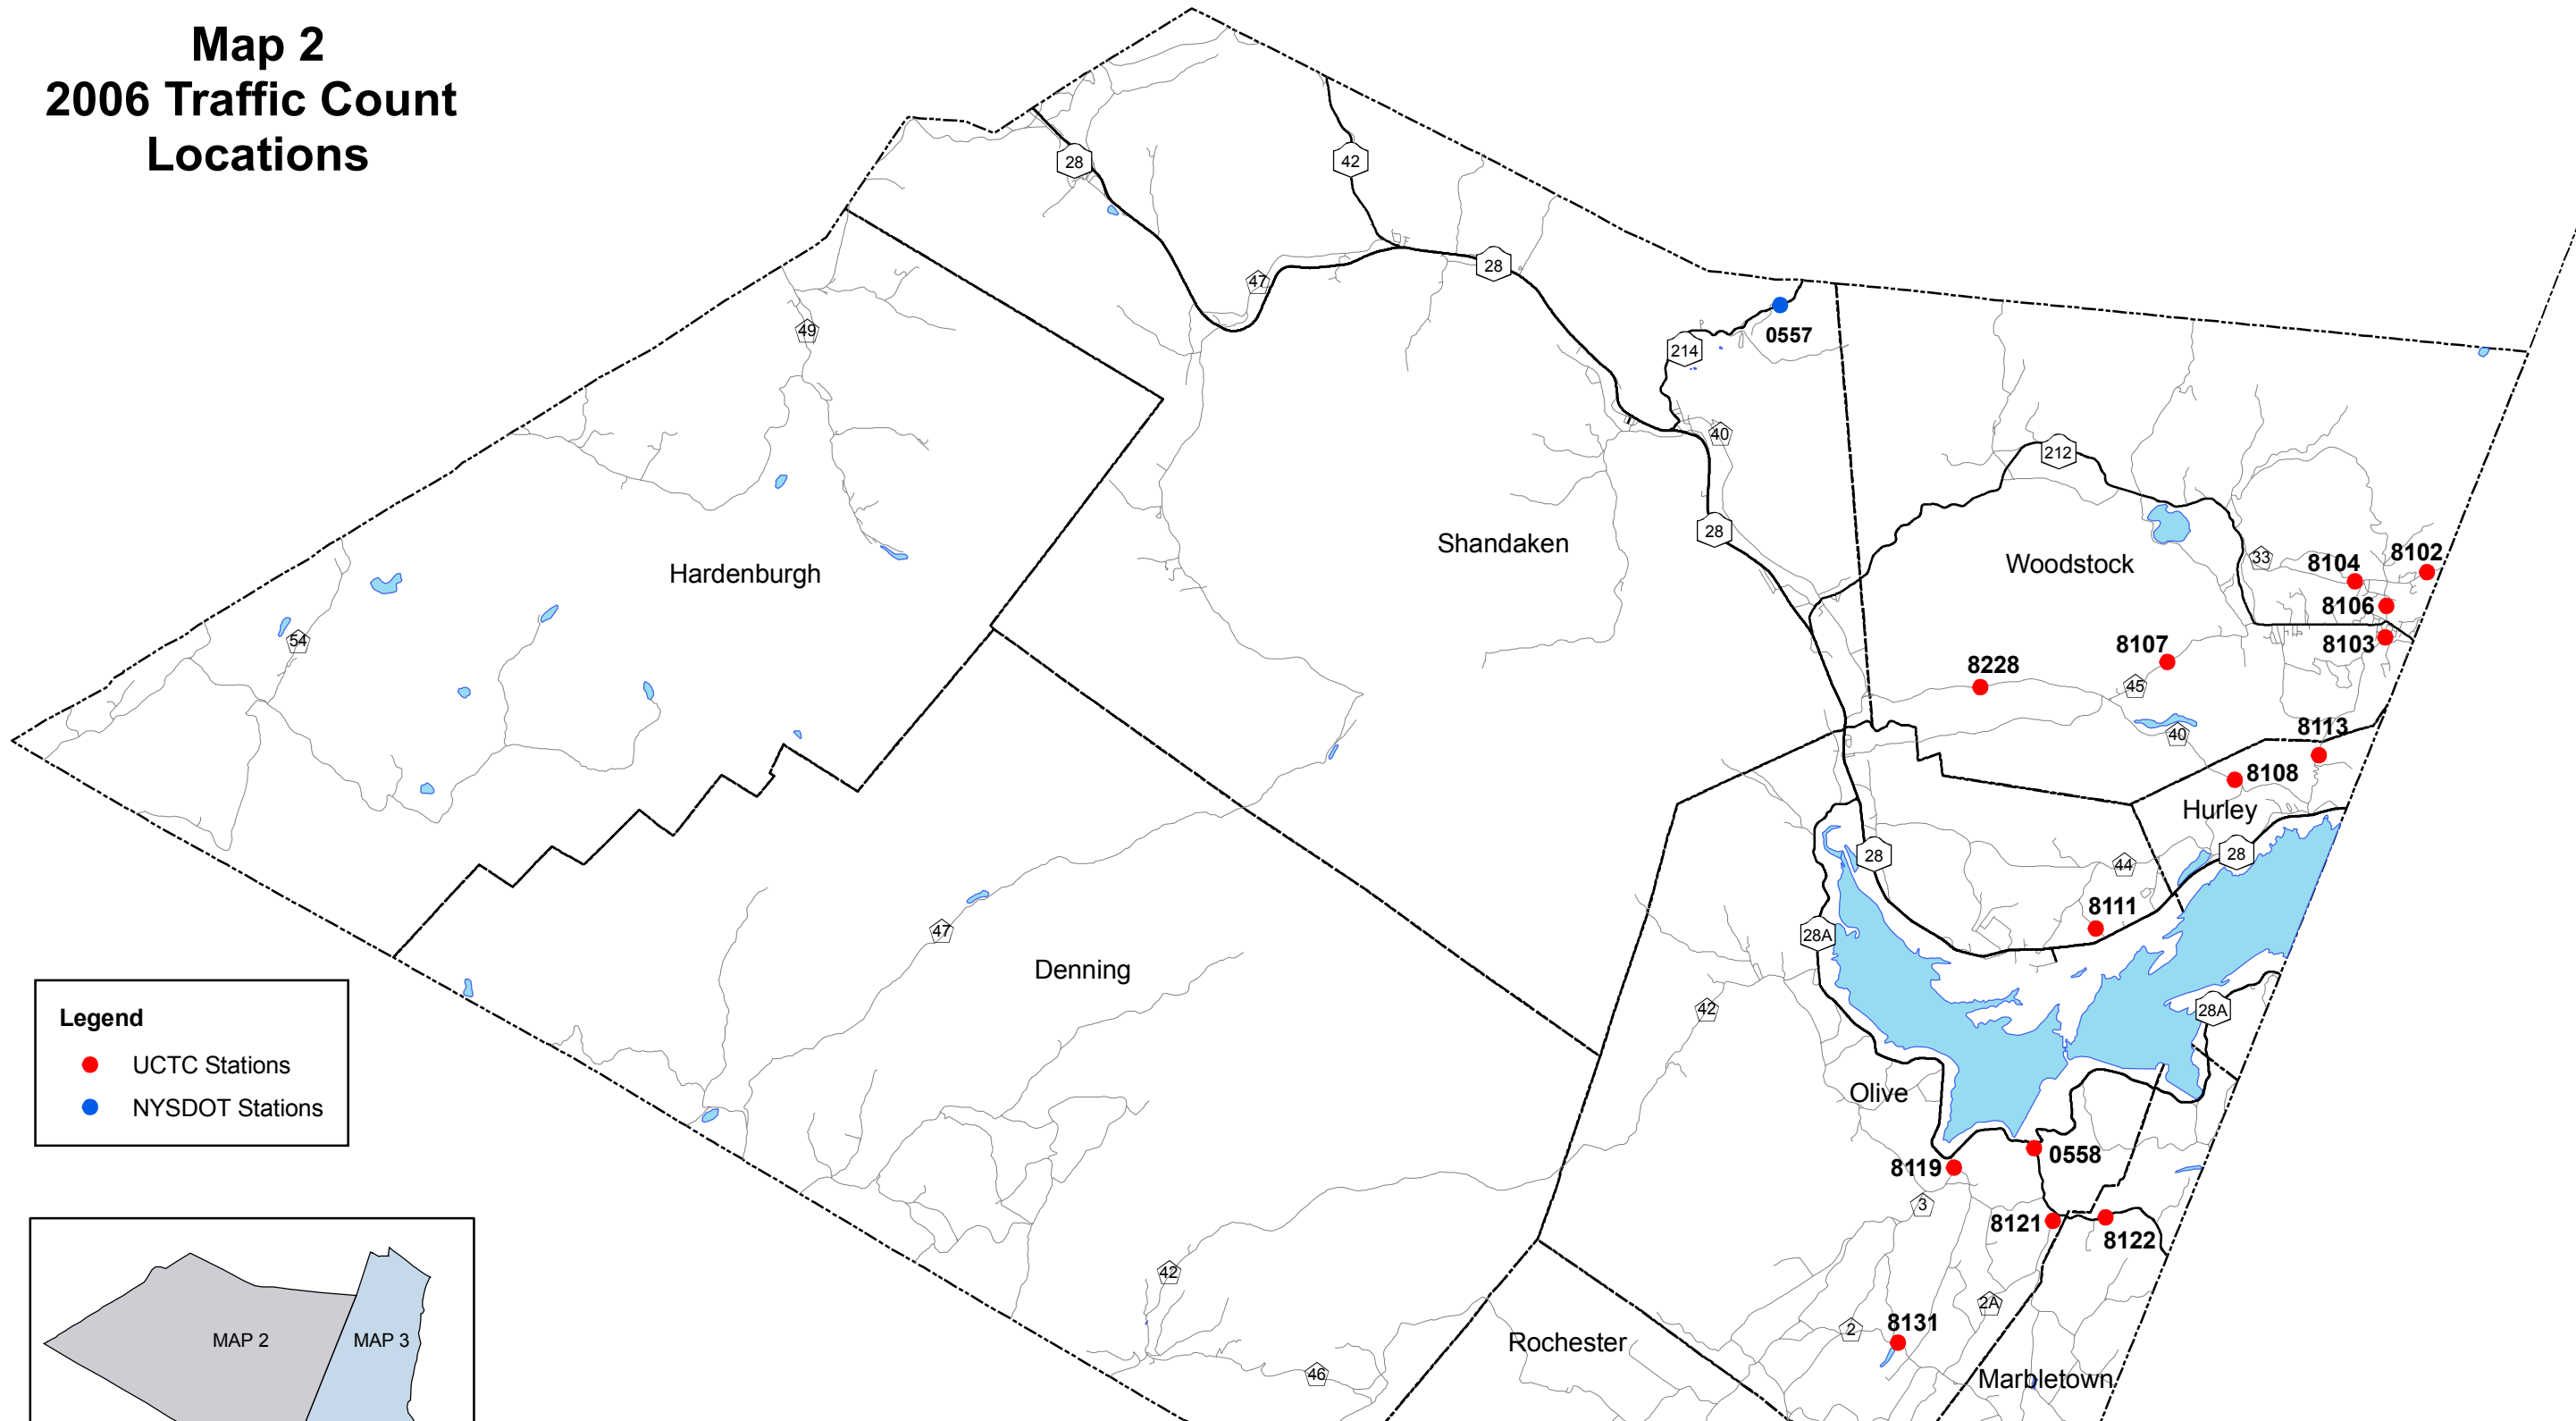 Map 2
2006 Traffic Count
Locations
28
42
47
28
49
214
0557
40
212
28
Shandaken
Hardenburgh
Woodstock
33
8104
8102
8106
8103
54
8107
8228
45
40
8113
8108
Hurley
28
28
44
8111
47
28A
Denning
42
28A
Legend
UCTC Stations
NYSDOT Stations
Olive
0558
8119
3
8121
8122
42
2A
8131
2
Rochester
46
Marbletown
MAP 2
MAP 3